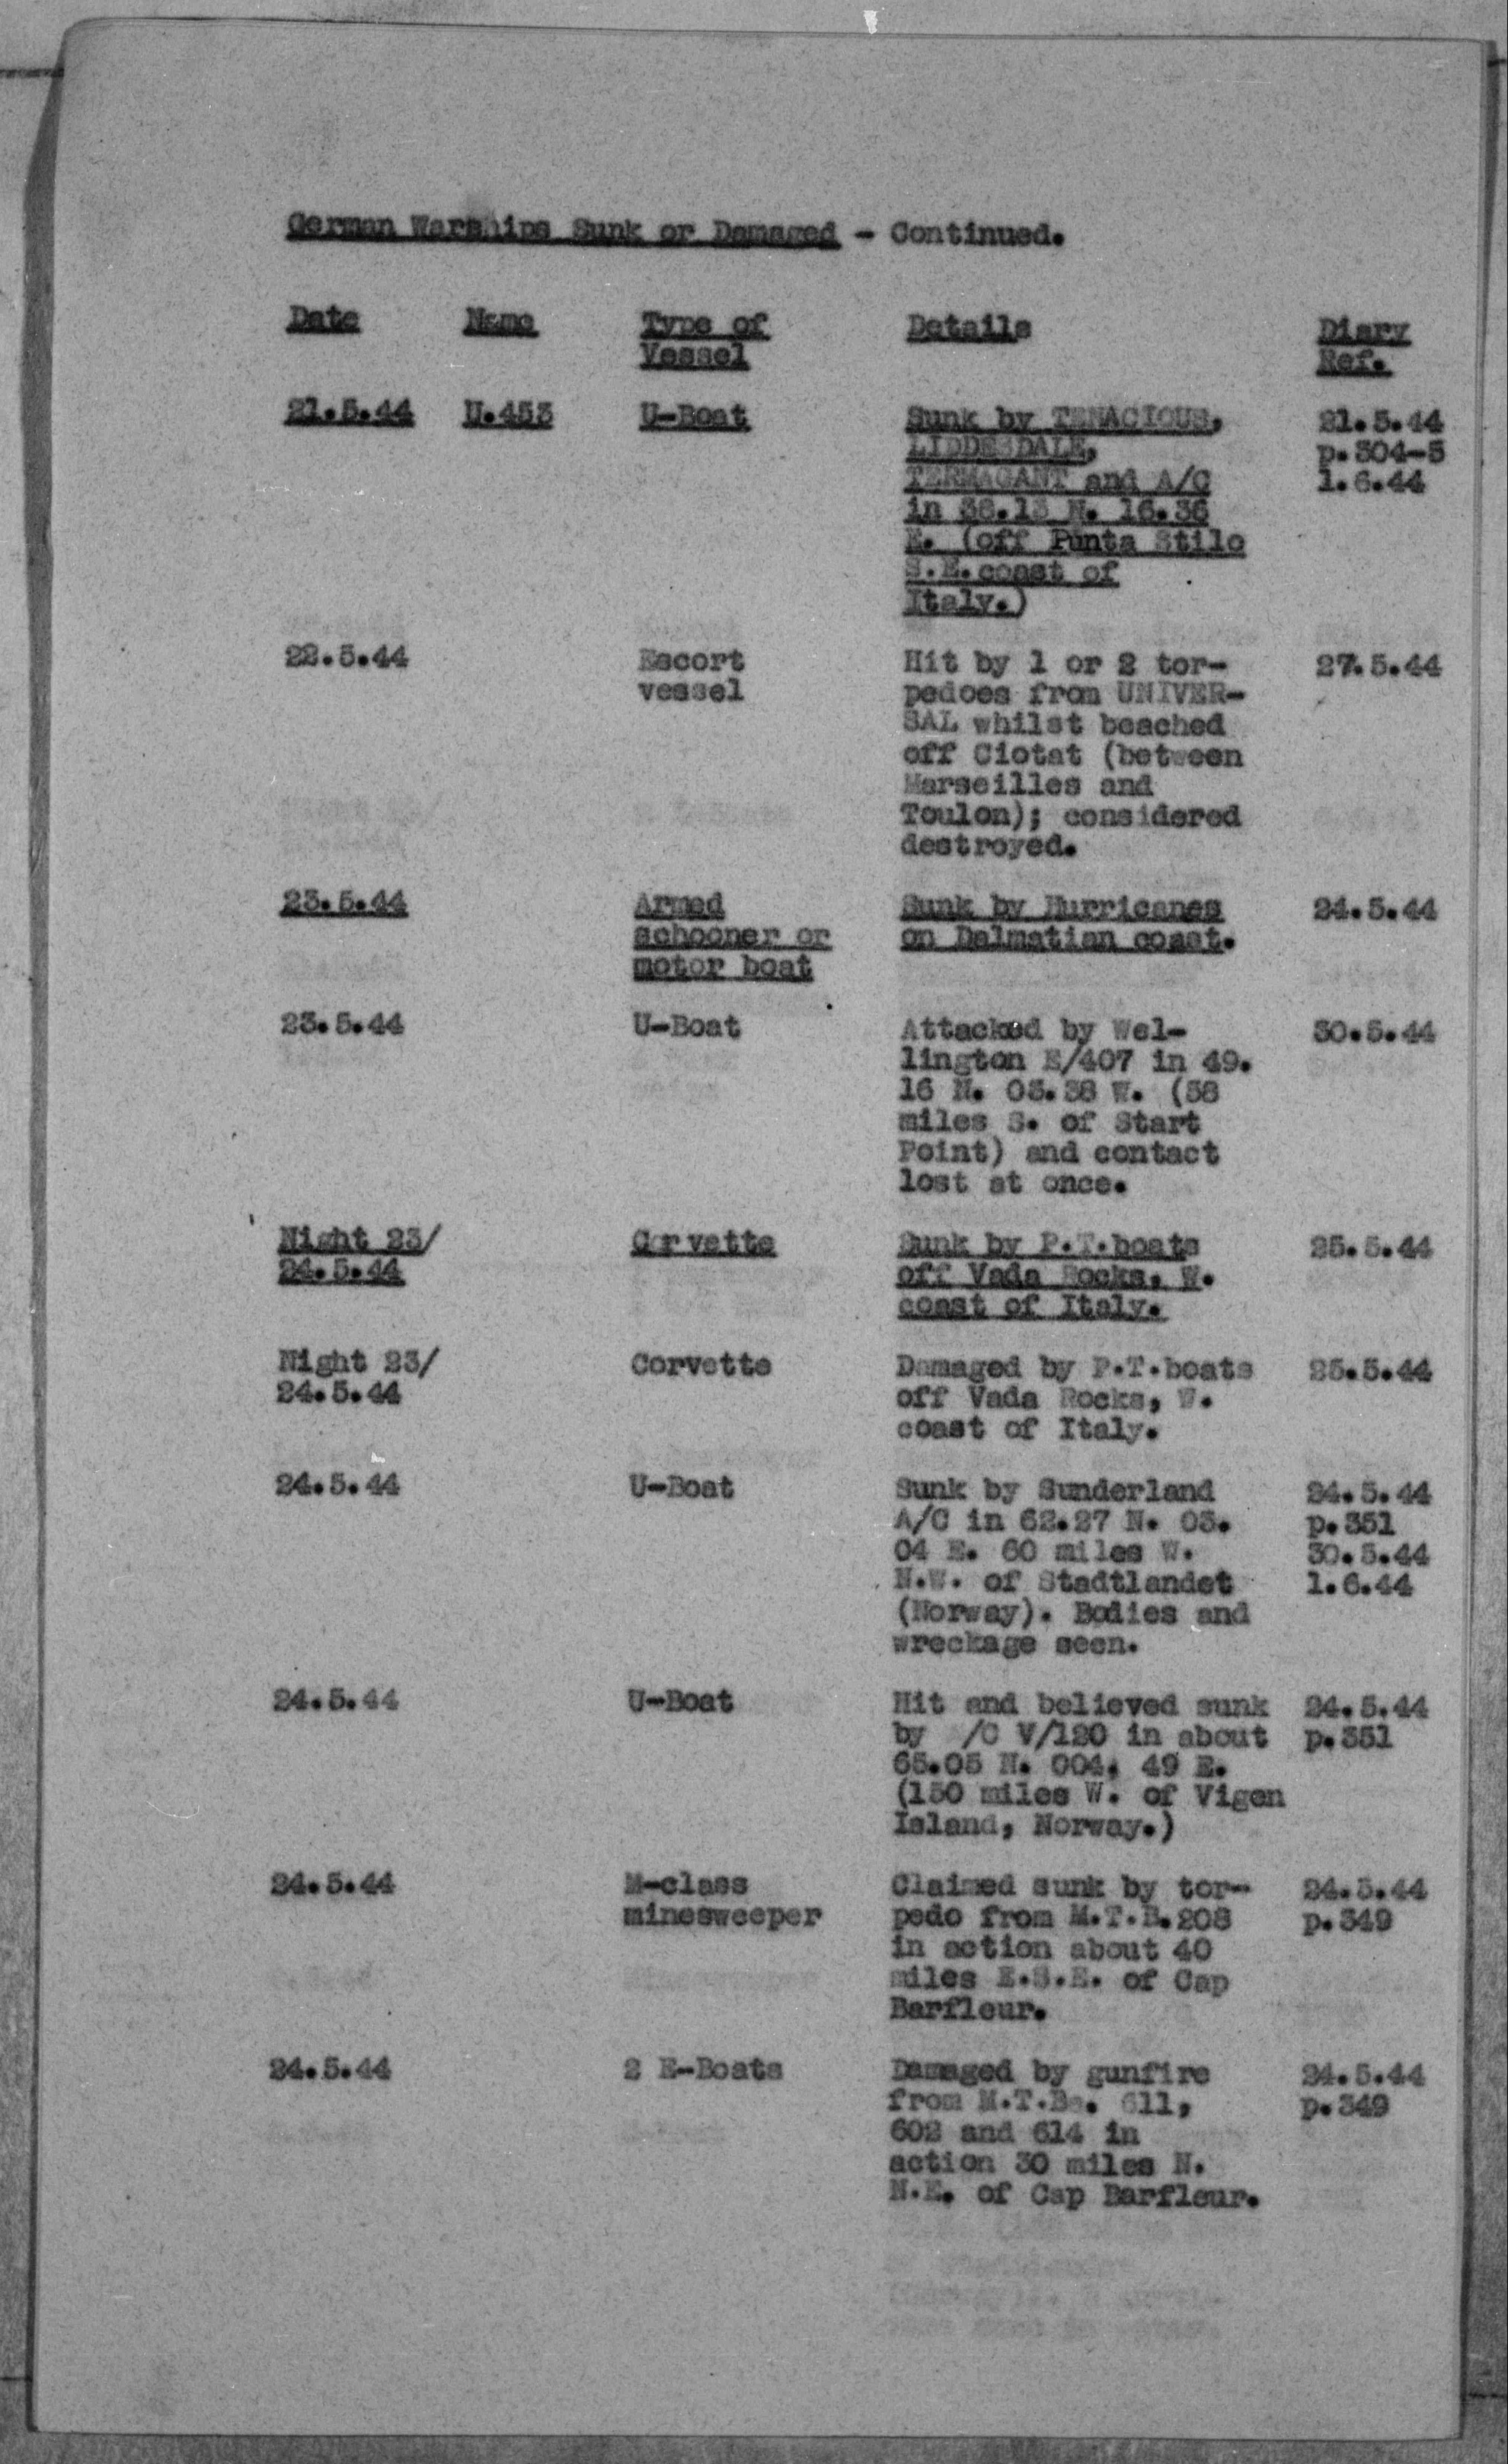 German Warships Sunk or Damaged - Continued.
Date Name Type of Details Diary
Vessel Ref.
21.5.44 U.453 U-Boat Sunk by TENACIOUS, 21.5.44
LIDDESDALE, p.304-5
TERMAGANT and A/C 1.6.44
in 38.13 N. 16.36
E. (off Punta Stilo
S.E.coast of
Italy.)
22.5.44 Escort Hit by 1 or 2 tor- 27.5.44
vessel pedoes from UNIVER-
SAL whilst beached
off Ciotat (between
Marseilles and
Toulon); considered
destroyed.
23.5.44 Armed Sunk by Hurricanes 24.5.44
schooner or on Dalmatian coast.
motor boat
23.5.44 U-Boat Attacked by Wel- 30.5.44
lington E/407 in 49.
16 N. 03.38 W. (58
miles S. of Start
Point) and contact
lost at once.
Night 23/ Corvette Sunk by P.T.boats 25.5.44
24.5.44 off Vada Rocks, W.
coast of Italy.
Night 23/ Corvette Damaged by P.T.boats 25.5.44
24.5.44 off Vada Rocks, W.
coast of Italy.
24.5.44 U-Boat Sunk by Sunderland 24.5.44
A/C in 62.27 N. 03. p.351
04 E. 60 miles W. 30.5.44
N.W. of Stadtlandet 1.6.44
(Norway). Bodies and
wreckage seen.
24.5.44 U-Boat Hit and believed sunk 24.5.44
by /C V/120 in about p.351
65.05 N. 004. 49 E.
(150 miles W. of Vigen
Island, Norway.)
24.5.44 M-class Claimed sunk by tor- 24.5.44
minesweeper pedo from M.T.B.208 p.349
in action about 40
miles E.S.E. of Cap
Barfleur.
24.5.44 2 E-Boats Damaged by gunfire 24.5.44
from M.T.Bs. 611, p.349
602 and 614 in
action 30 miles N.
N.E. of Cap Barfleur.